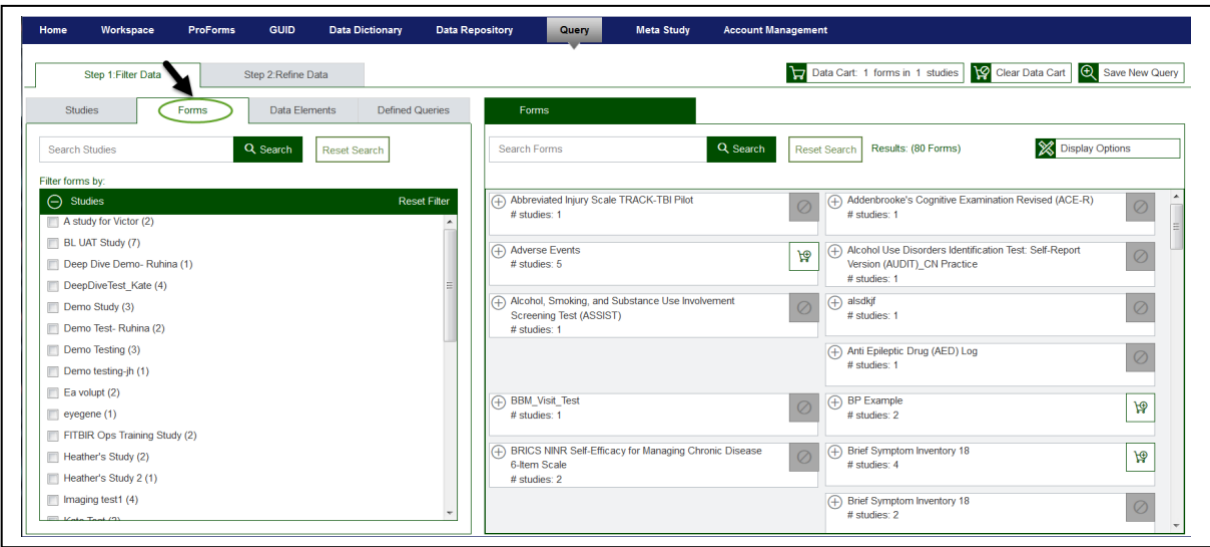 Home Workspace ProForms GUID Data Dictionary Data Repository Query Meta Study Account Management
Step 1:Filter Data Step 2:Refine Data
Data Cart: 1 forms in 1 studies Clear Data Cart Save New Query
Studies Forms Data Elements Defined Queries
Search Studies Search Reset Search
Filter forms by:
Studies Reset Filter
A study for Victor (2)
BL UAT Study (7)
Deep Dive Demo- Ruhina (1)
DeepDiveTest_Kate (4)
Demo Study (3)
Demo Test- Ruhina (2)
Demo Testing (3)
Demo testing-jh (1)
Ea volupt (2)
eyegene (1)
FITBIR Ops Training Study (2)
Heather's Study (2)
Heather's Study 2 (1)
Imaging test1 (4)
Forms
Search Forms Search Reset Search Results: (80 Forms) Display Options
Abbreviated Injury Scale TRACK-TBI Pilot
# studies: 1
Addenbrooke's Cognitive Examination Revised (ACE-R)
# studies: 1
Adverse Events
# studies: 5
Alcohol Use Disorders Identification Test: Self-Report
Version (AUDIT)_CN Practice
# studies: 1
Alcohol, Smoking, and Substance Use Involvement
Screening Test (ASSIST)
# studies: 1
alsdkjf
# studies: 1
Anti Epileptic Drug (AED) Log
# studies: 1
BBM_Visit_Test
# studies: 1
BP Example
# studies: 2
BRICS NINR Self-Efficacy for Managing Chronic Disease
6-Item Scale
# studies: 2
Brief Symptom Inventory 18
# studies: 4
Brief Symptom Inventory 18
# studies: 2